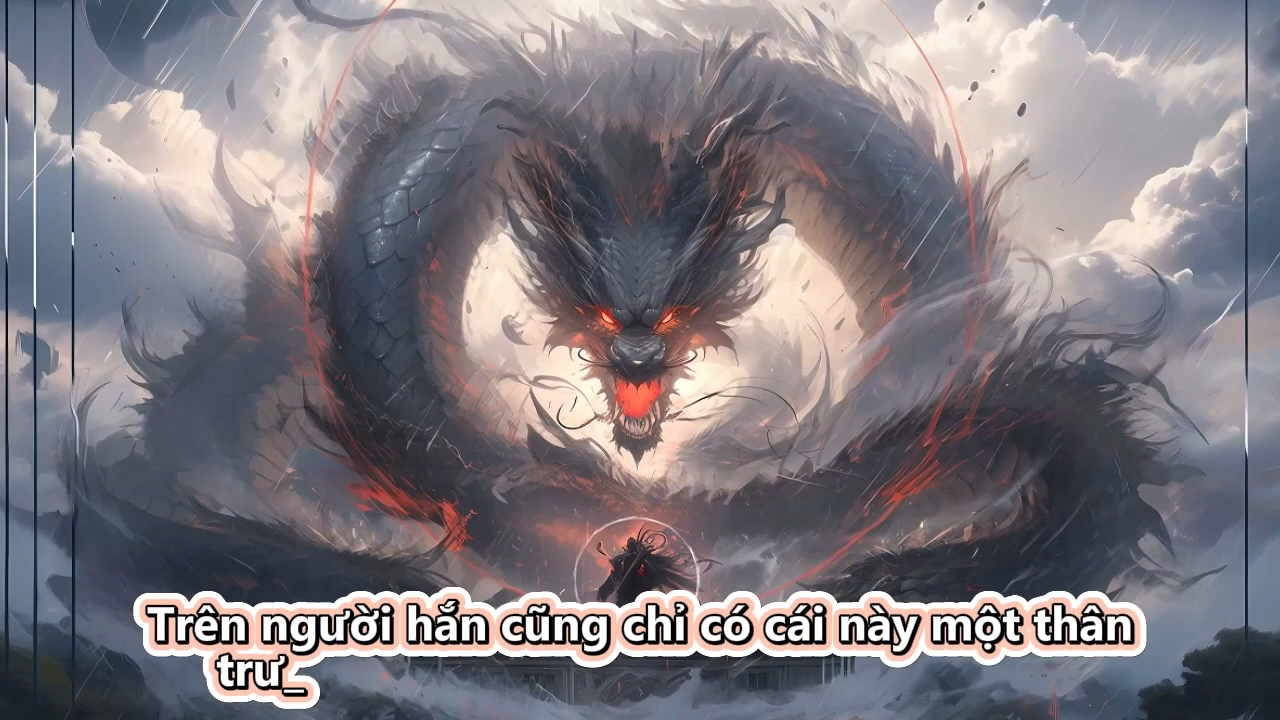 Trên người hắn cũng chỉ có cái này một thân
trư_